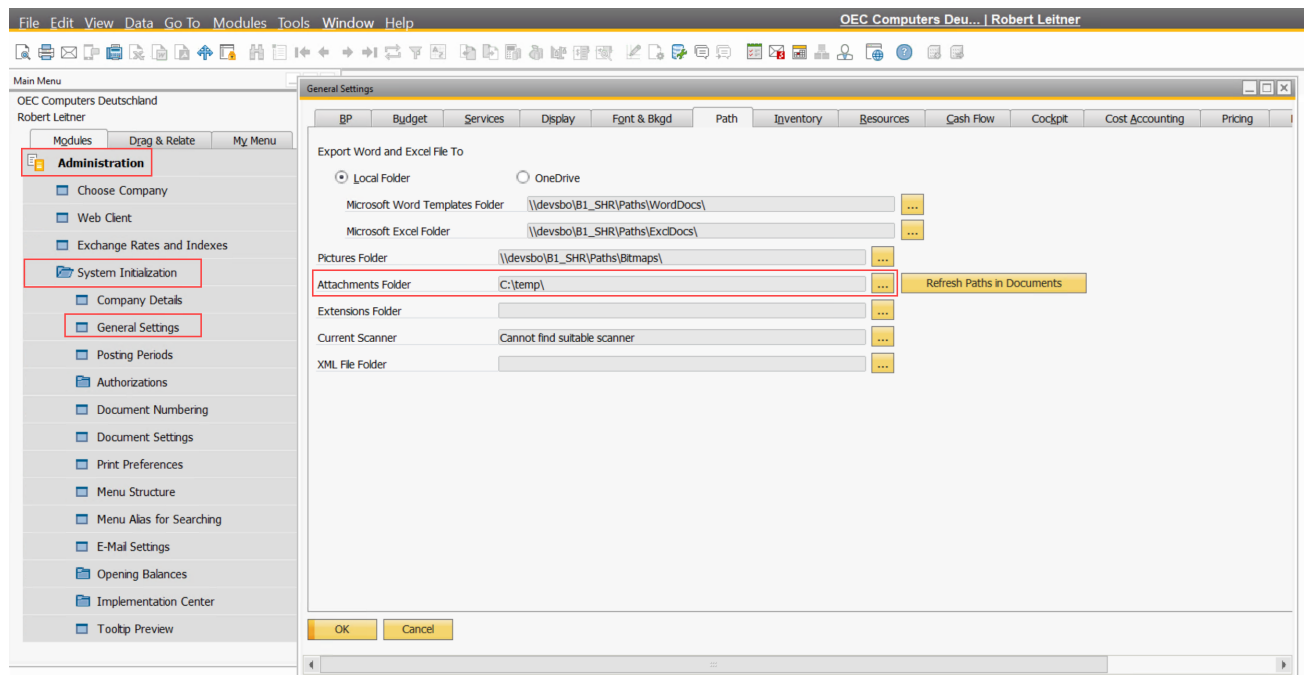 File Edit View Data Go To Modules Tools Window Help
OEC Computers Deu... | Robert Leitner
Main Menu
OEC Computers Deutschland
Robert Leitner
Modules Drag & Relate My Menu
Administration
Choose Company
Web Client
Exchange Rates and Indexes
System Initialization
Company Details
General Settings
Posting Periods
Authorizations
Document Numbering
Document Settings
Print Preferences
Menu Structure
Menu Alias for Searching
E-Mail Settings
Opening Balances
Implementation Center
Tooltip Preview
General Settings
BP Budget Services Display Font & Bkgd Path Inventory Resources Cash Flow Cockpit Cost Accounting Pricing
Export Word and Excel File To
Local Folder OneDrive
Microsoft Word Templates Folder \\devsbo\B1_SHR\Paths\WordDocs\ ...
Microsoft Excel Folder \\devsbo\B1_SHR\Paths\ExclDocs\ ...
Pictures Folder \\devsbo\B1_SHR\Paths\Bitmaps\ ...
Attachments Folder C:\temp\ ... Refresh Paths in Documents
Extensions Folder ...
Current Scanner Cannot find suitable scanner ...
XML File Folder ...
OK Cancel